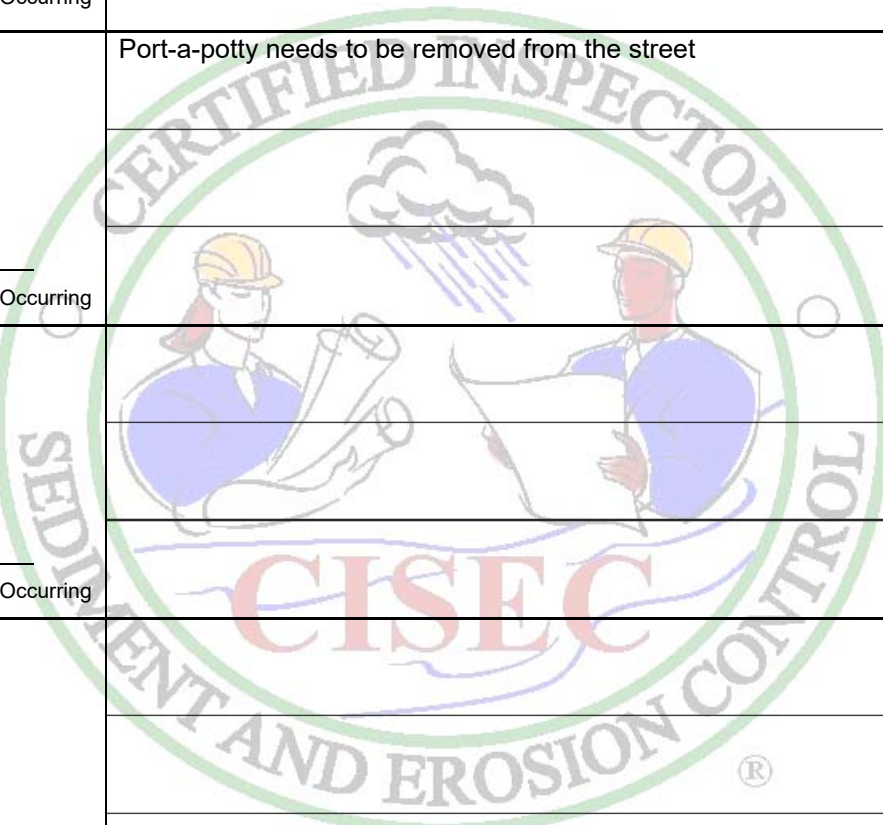 Occurring
Port-a-potty needs to be removed from the street
CERTIFIED INSPECTOR
Occurring
Occurring
CISEC
SEDIMENT AND EROSION CONTROL
®